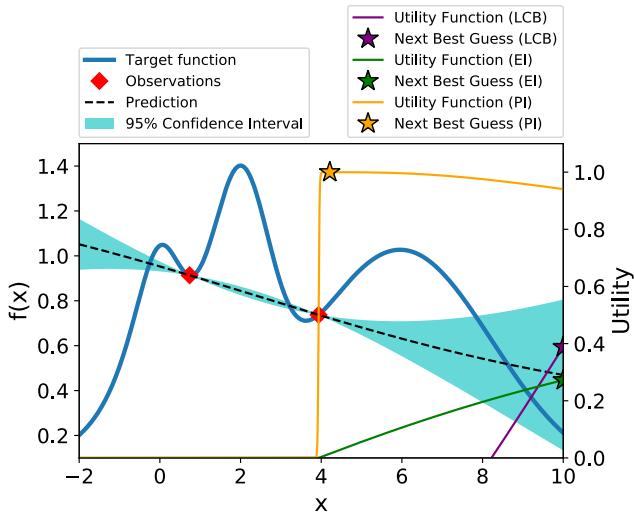 Target function
Observations
Prediction
95% Confidence Interval
Utility Function (LCB)
Next Best Guess (LCB)
Utility Function (EI)
Next Best Guess (EI)
Utility Function (PI)
Next Best Guess (PI)
f(x)
1.4
1.2
1.0
0.8
0.6
0.4
0.2
1.0
0.8
0.6
0.4
0.2
0.0
Utility
−2 0 2 4 6 8 10
x